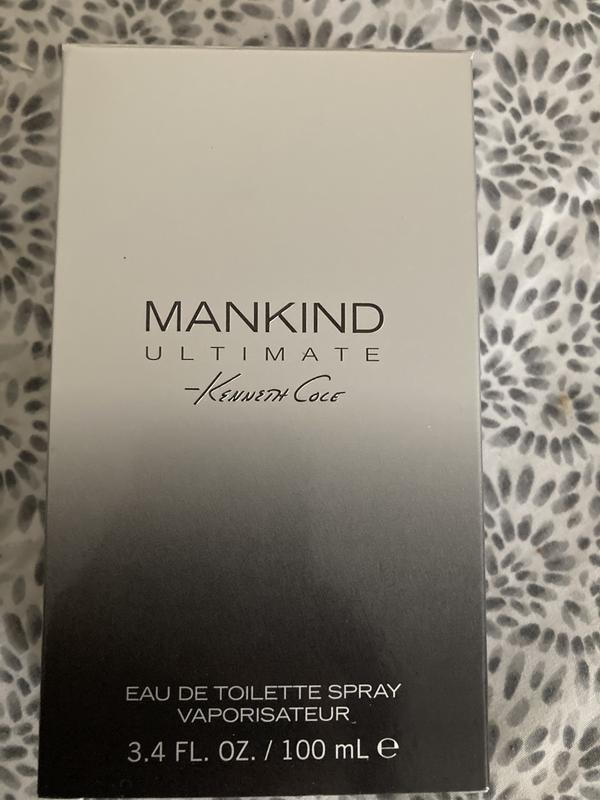 MANKIND
ULTIMATE
-KENNETH COLE
EAU DE TOILETTE SPRAY
VAPORISATEUR
3.4 FL. OZ. / 100 mL ℮